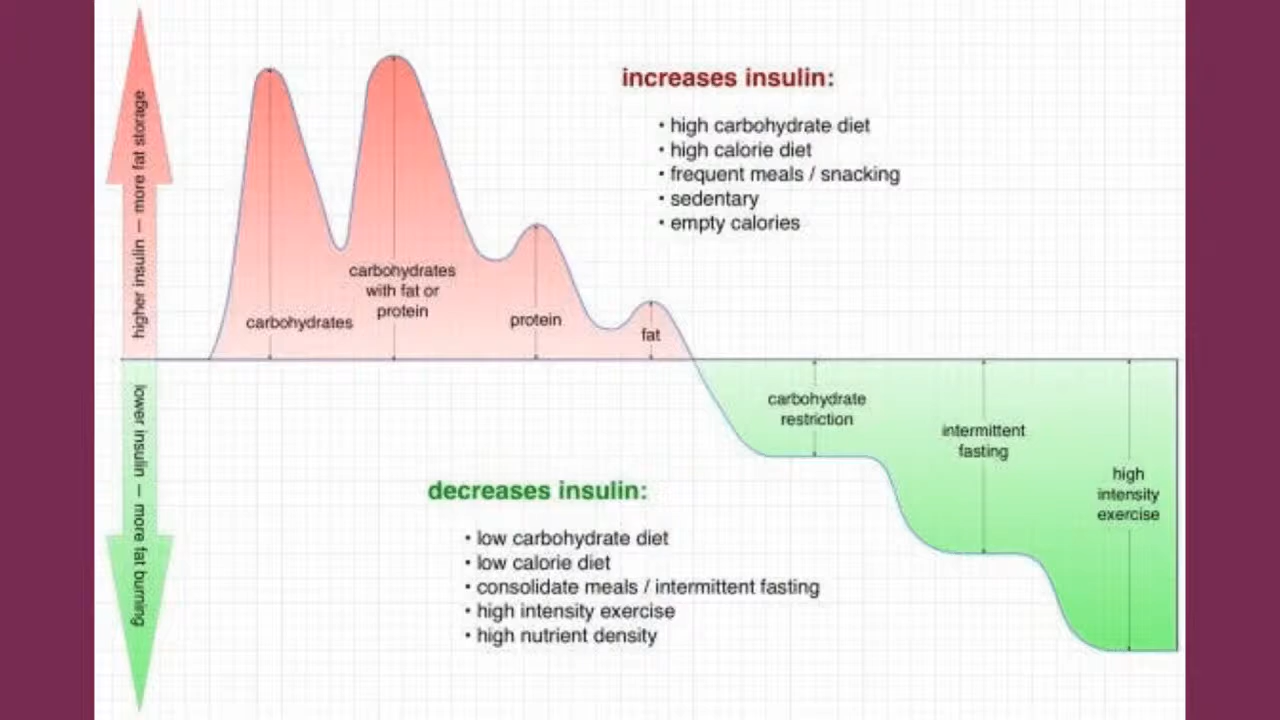 higher insulin — more fat storage
lower insulin — more fat burning
increases insulin:
• high carbohydrate diet
• high calorie diet
• frequent meals / snacking
• sedentary
• empty calories
carbohydrates
carbohydrates
with fat or
protein
protein
fat
carbohydrate
restriction
intermittent
fasting
high
intensity
exercise
decreases insulin:
• low carbohydrate diet
• low calorie diet
• consolidate meals / intermittent fasting
• high intensity exercise
• high nutrient density